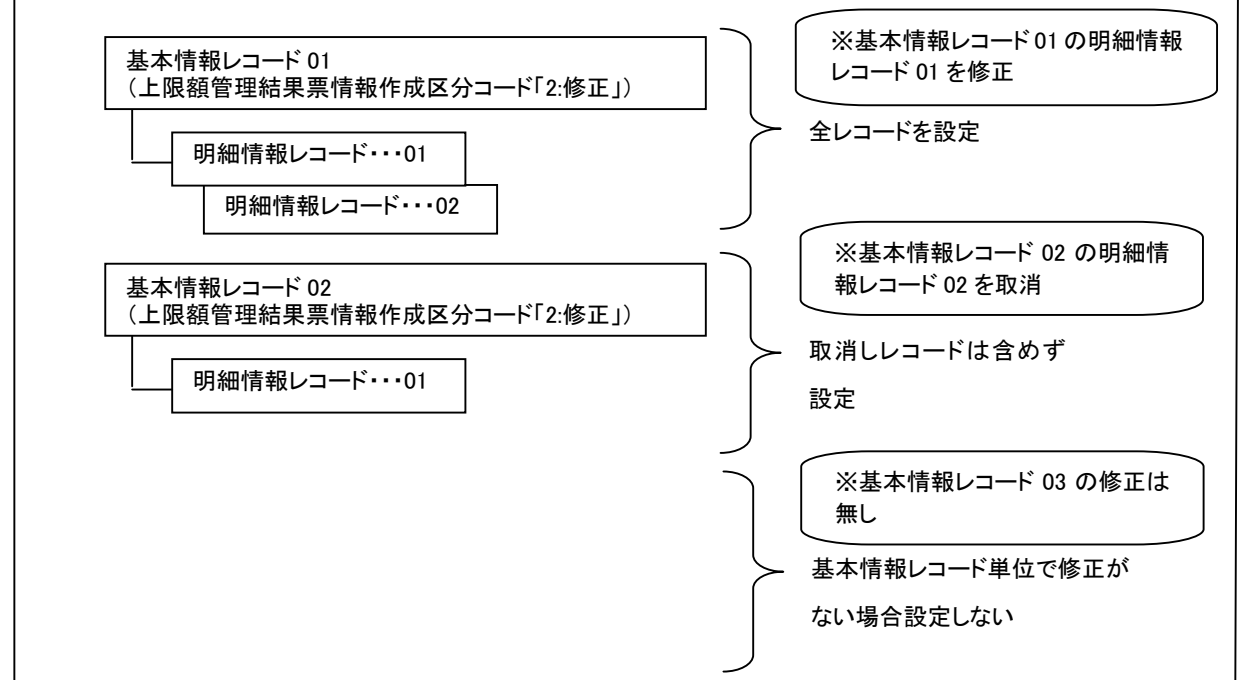 基本情報レコード 01
（上限額管理結果票情報作成区分コード「2:修正」）
明細情報レコード・・・01
明細情報レコード・・・02
※基本情報レコード 01 の明細情報
レコード 01 を修正
全レコードを設定
基本情報レコード 02
（上限額管理結果票情報作成区分コード「2:修正」）
明細情報レコード・・・01
※基本情報レコード 02 の明細情
報レコード 02 を取消
取消しレコードは含めず
設定
※基本情報レコード 03 の修正は
無し
基本情報レコード単位で修正が
ない場合設定しない